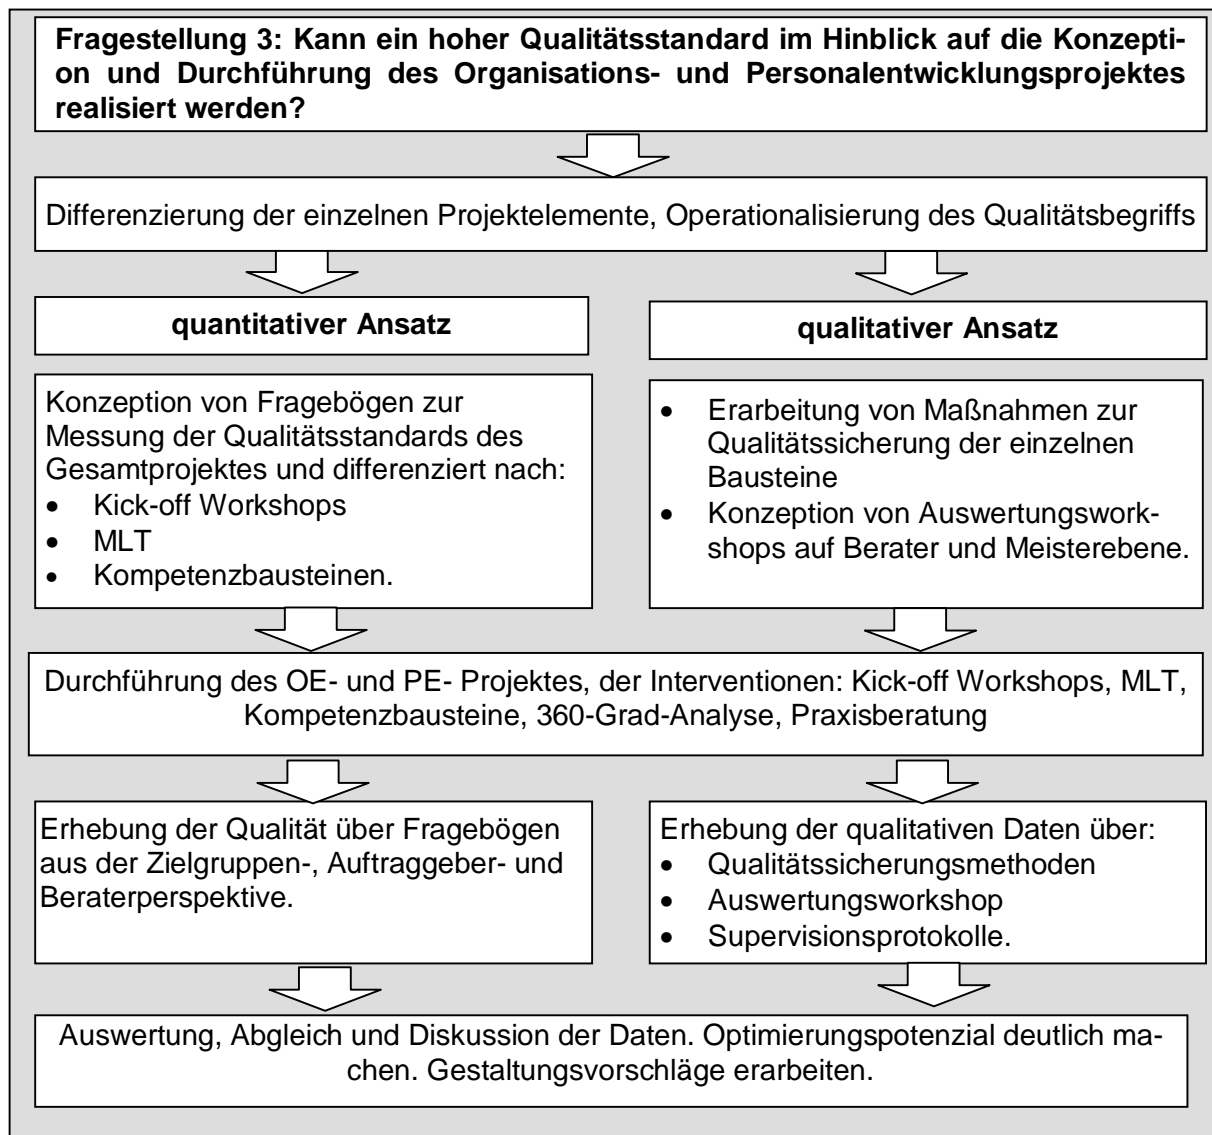 Fragestellung 3: Kann ein hoher Qualitätsstandard im Hinblick auf die Konzepti-
on und Durchführung des Organisations- und Personalentwicklungsprojektes
realisiert werden?
Differenzierung der einzelnen Projektelemente, Operationalisierung des Qualitätsbegriffs
quantitativer Ansatz
Konzeption von Fragebögen zur
Messung der Qualitätsstandards des
Gesamtprojektes und differenziert nach:
• Kick-off Workshops
• MLT
• Kompetenzbausteinen.
qualitativer Ansatz
• Erarbeitung von Maßnahmen zur
Qualitätssicherung der einzelnen
Bausteine
• Konzeption von Auswertungswork-
shops auf Berater und Meisterebene.
Durchführung des OE- und PE- Projektes, der Interventionen: Kick-off Workshops, MLT,
Kompetenzbausteine, 360-Grad-Analyse, Praxisberatung
Erhebung der Qualität über Fragebögen
aus der Zielgruppen-, Auftraggeber- und
Beraterperspektive.
Erhebung der qualitativen Daten über:
• Qualitätssicherungsmethoden
• Auswertungsworkshop
• Supervisionsprotokolle.
Auswertung, Abgleich und Diskussion der Daten. Optimierungspotenzial deutlich ma-
chen. Gestaltungsvorschläge erarbeiten.